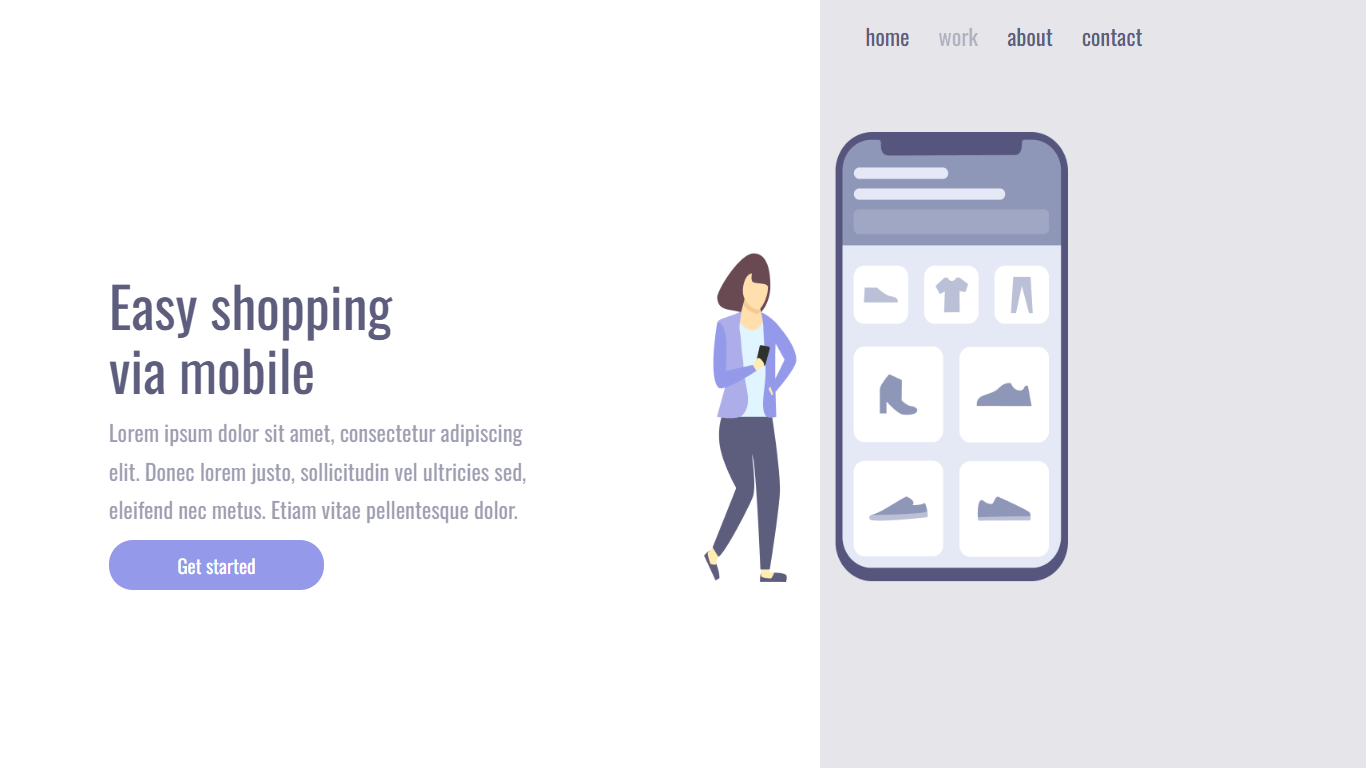 home work about contact
Easy shopping
via mobile
Lorem ipsum dolor sit amet, consectetur adipiscing
elit. Donec lorem justo, sollicitudin vel ultricies sed,
eleifend nec metus. Etiam vitae pellentesque dolor.
Get started